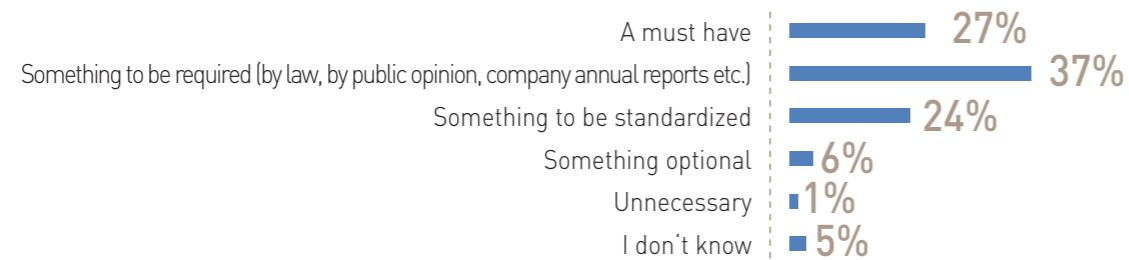 A must have 27%
Something to be required (by law, by public opinion, company annual reports etc.) 37%
Something to be standardized 24%
Something optional 6%
Unnecessary 1%
I don‘t know 5%